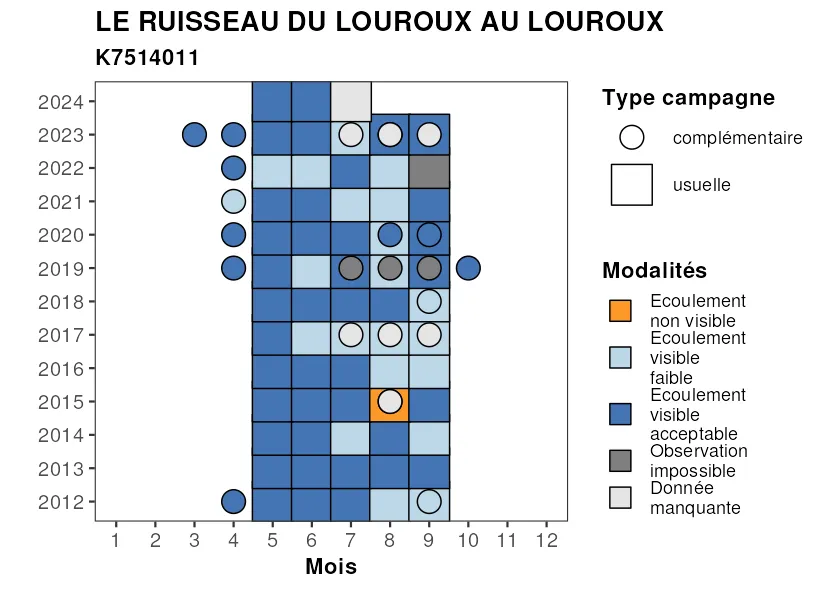 LE RUISSEAU DU LOUROUX AU LOUROUX
K7514011
2024
2023
2022
2021
2020
2019
2018
2017
2016
2015
2014
2013
2012
1 2 3 4 5 6 7 8 9 10 11 12
Mois
Type campagne
complémentaire
usuelle
Modalités
Ecoulement
non visible
Ecoulement
visible
faible
Ecoulement
visible
acceptable
Observation
impossible
Donnée
manquante